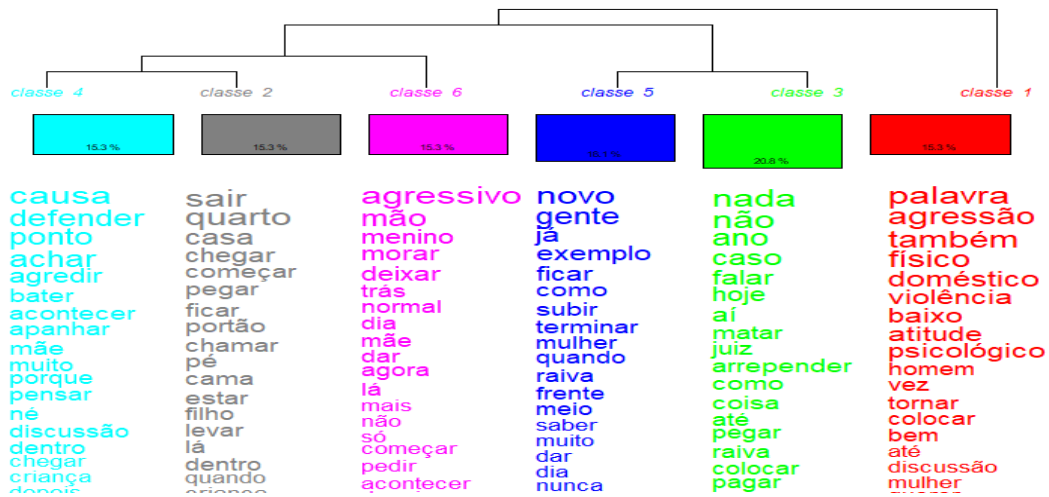 classe 4
classe 2
classe 6
classe 5
classe 3
classe 1
15.3 %
15.3 %
15.3 %
18.1 %
20.8 %
15.3 %
causa
defender
ponto
achar
agredir
bater
acontecer
apanhar
mãe
muito
porque
pensar
né
discussão
dentro
chegar
criança
depois
sair
quarto
casa
chegar
começar
pegar
ficar
portão
chamar
pé
cama
estar
filho
levar
lá
dentro
quando
criança
agressivo
mão
menino
morar
deixar
trás
normal
dia
mãe
dar
agora
lá
mais
não
só
começar
pedir
acontecer
novo
gente
já
exemplo
ficar
como
subir
terminar
mulher
quando
raiva
frente
meio
saber
muito
dar
dia
nunca
nada
não
ano
caso
falar
hoje
aí
matar
juiz
arrepender
como
coisa
até
pegar
raiva
colocar
pagar
palavra
agressão
também
físico
doméstico
violência
baixo
atitude
psicológico
homem
vez
tornar
colocar
bem
até
discussão
mulher
querer